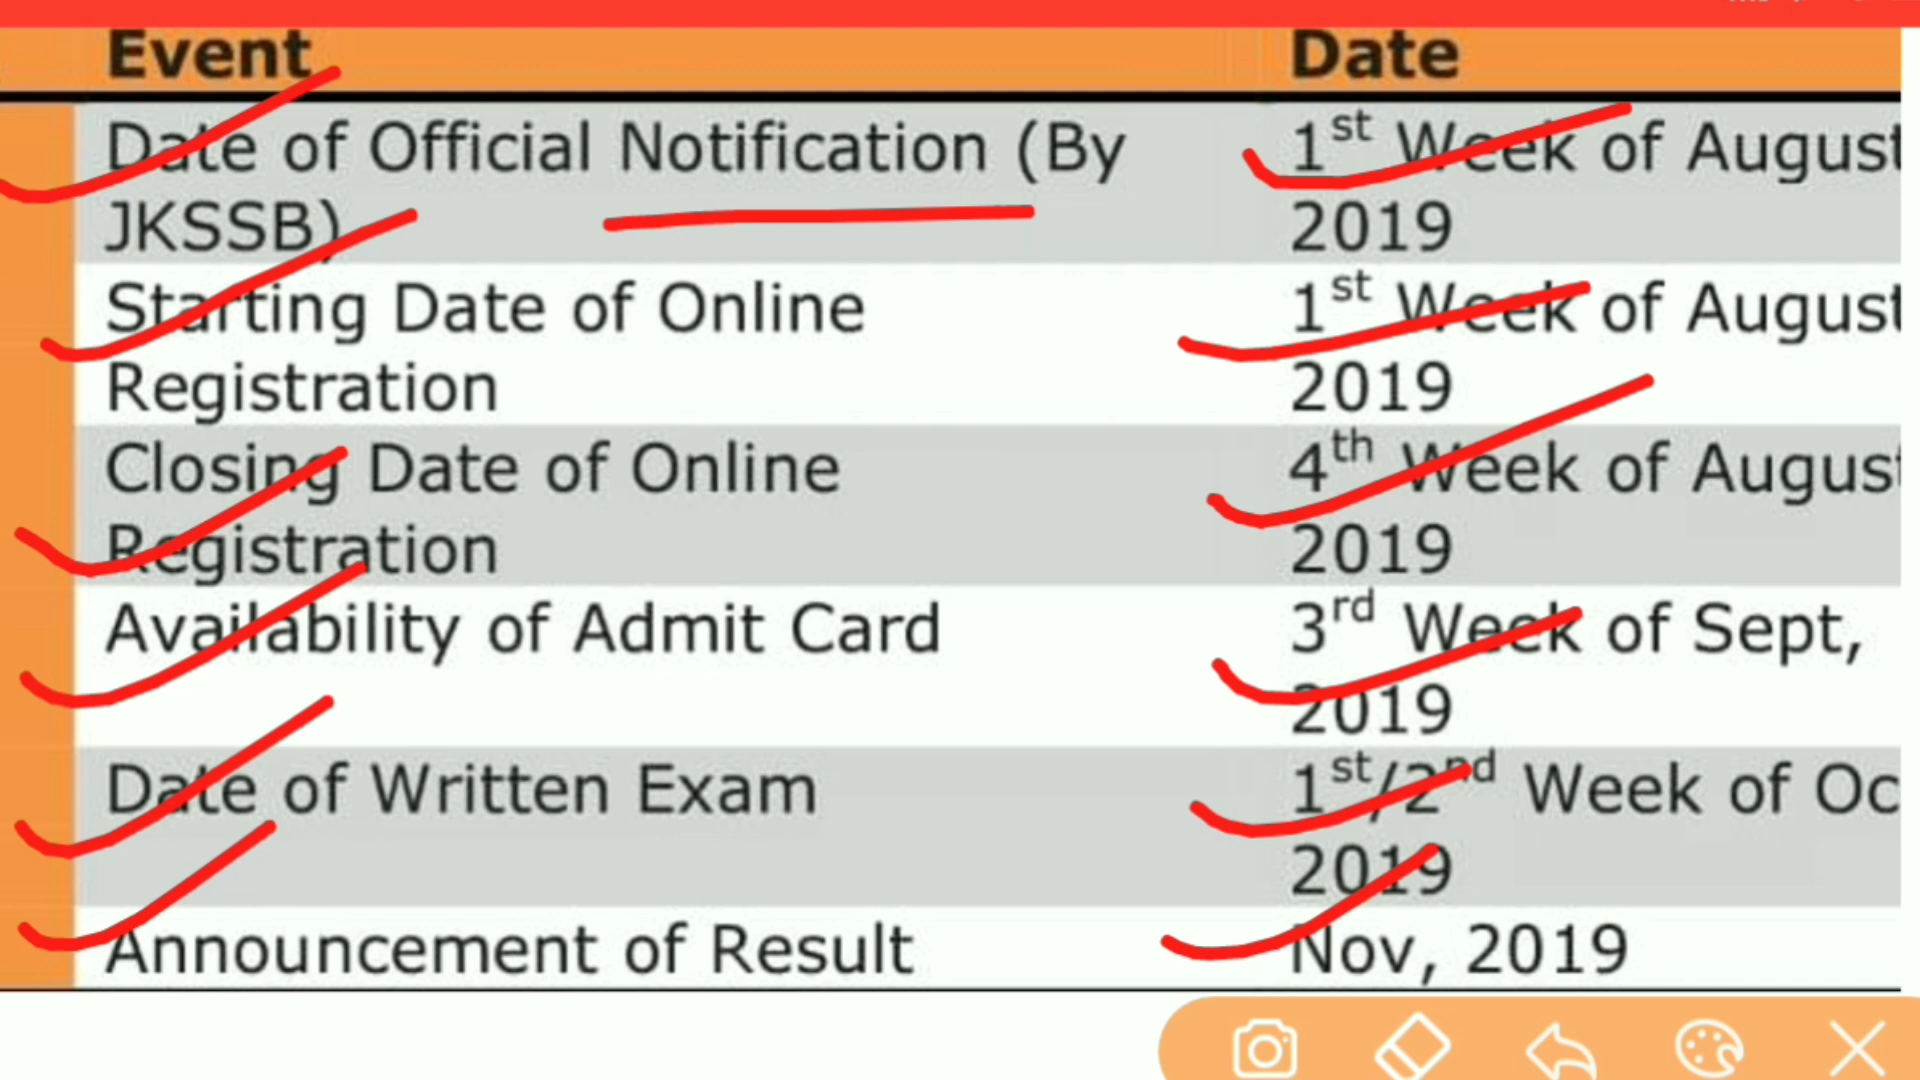 Event Date
Date of Official Notification (By 1st Week of August
JKSSB) 2019
Starting Date of Online 1st Week of August
Registration 2019
Closing Date of Online 4th Week of August
Registration 2019
Availability of Admit Card 3rd Week of Sept,
2019
Date of Written Exam 1st/2nd Week of Oc
2019
Announcement of Result Nov, 2019